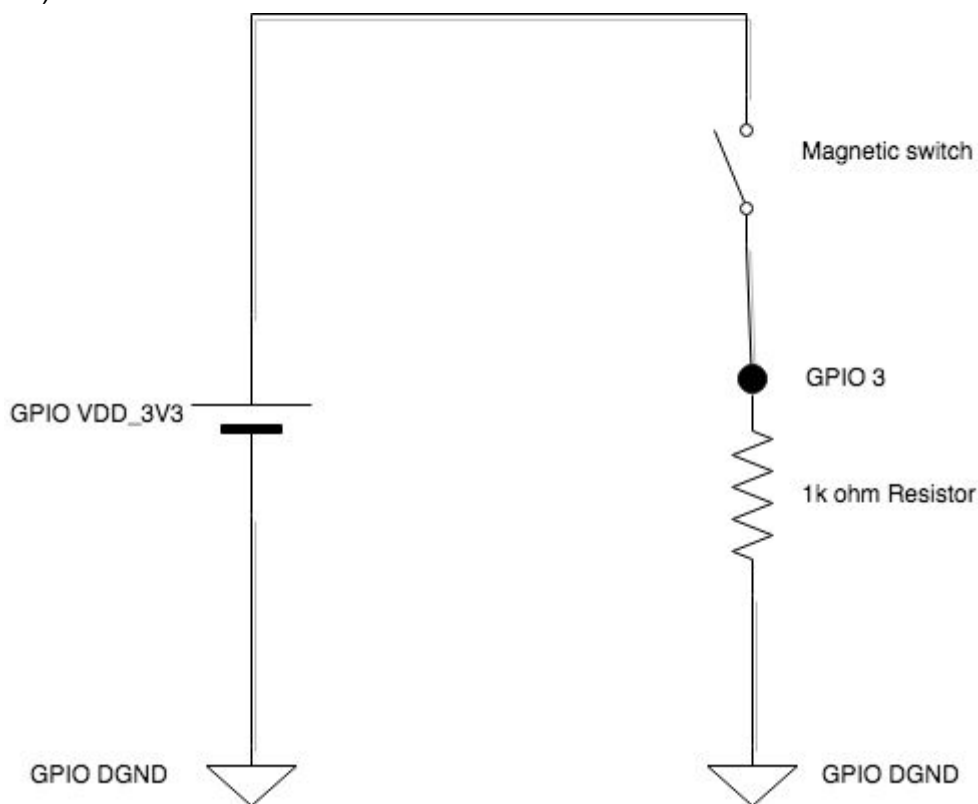 Magnetic switch
GPIO 3
GPIO VDD_3V3
1k ohm Resistor
GPIO DGND
GPIO DGND